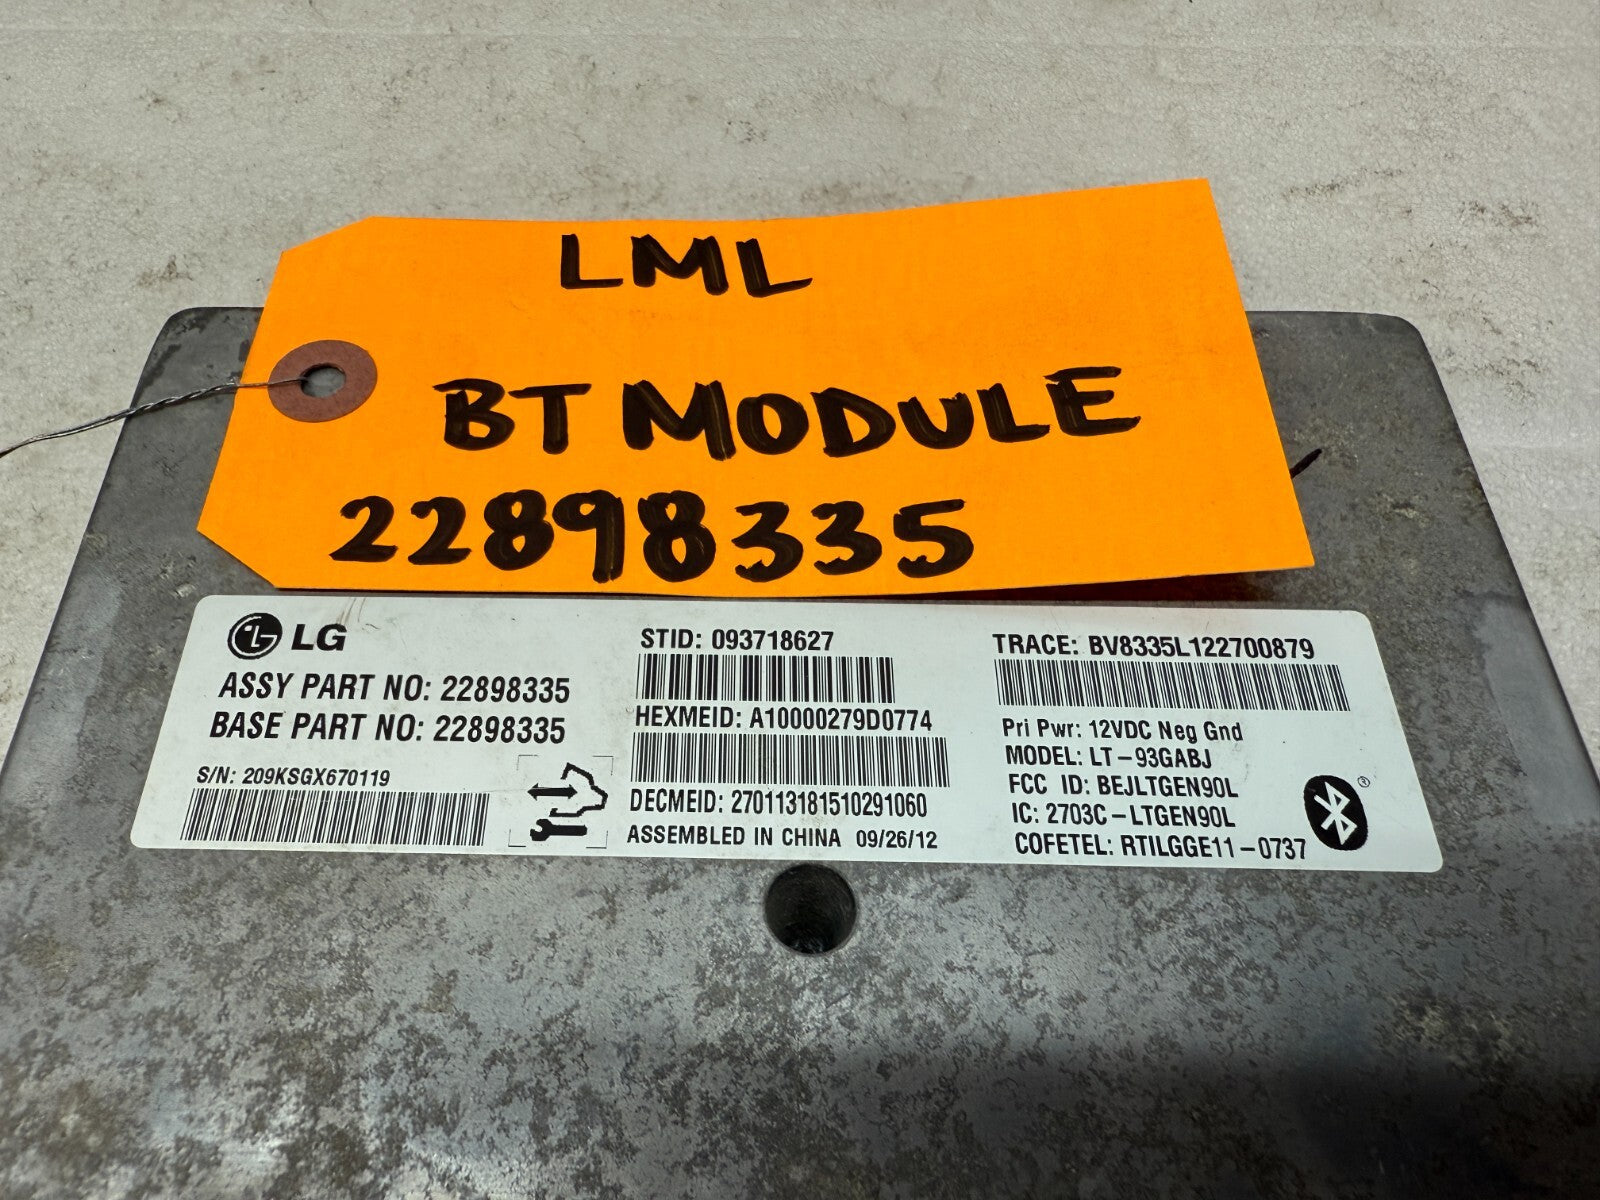 LML
BT MODULE
22898335
LG
ASSY PART NO: 22898335
BASE PART NO: 22898335
S/N: 209KSGX670119
STID: 093718627
HEXMEID: A10000279D0774
DECMEID: 270113181510291060
ASSEMBLED IN CHINA 09/26/12
TRACE: BV8335L122700879
Pri Pwr: 12VDC Neg Gnd
MODEL: LT-93GABJ
FCC ID: BEJLTGEN90L
IC: 2703C-LTGEN90L
COFETEL: RTILGGE11-0737
®